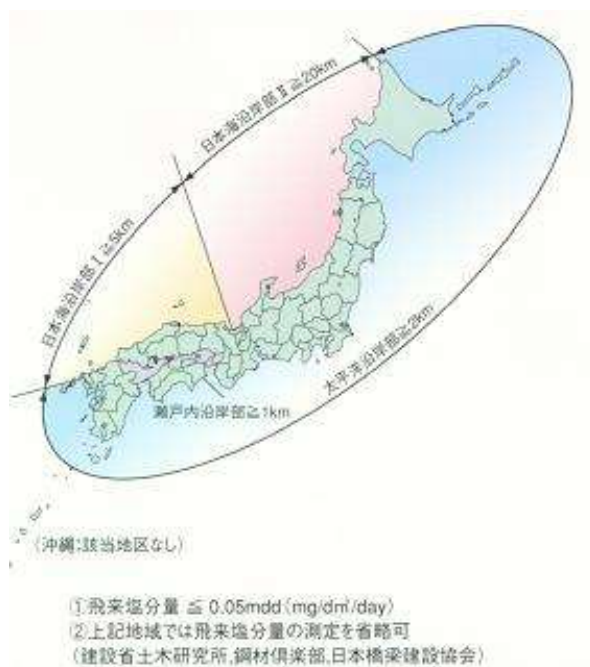 日本海沿岸部Ⅱ≧20km
日本海沿岸部Ⅰ≧5km
太平洋沿岸部≧2km
瀬戸内沿岸部≧1km
(沖縄:該当地区なし)
①飛来塩分量 ≦ 0.05mdd(mg/d㎡/day)
②上記地域では飛来塩分量の測定を省略可
(建設省土木研究所,鋼材倶楽部,日本橋梁建設協会)